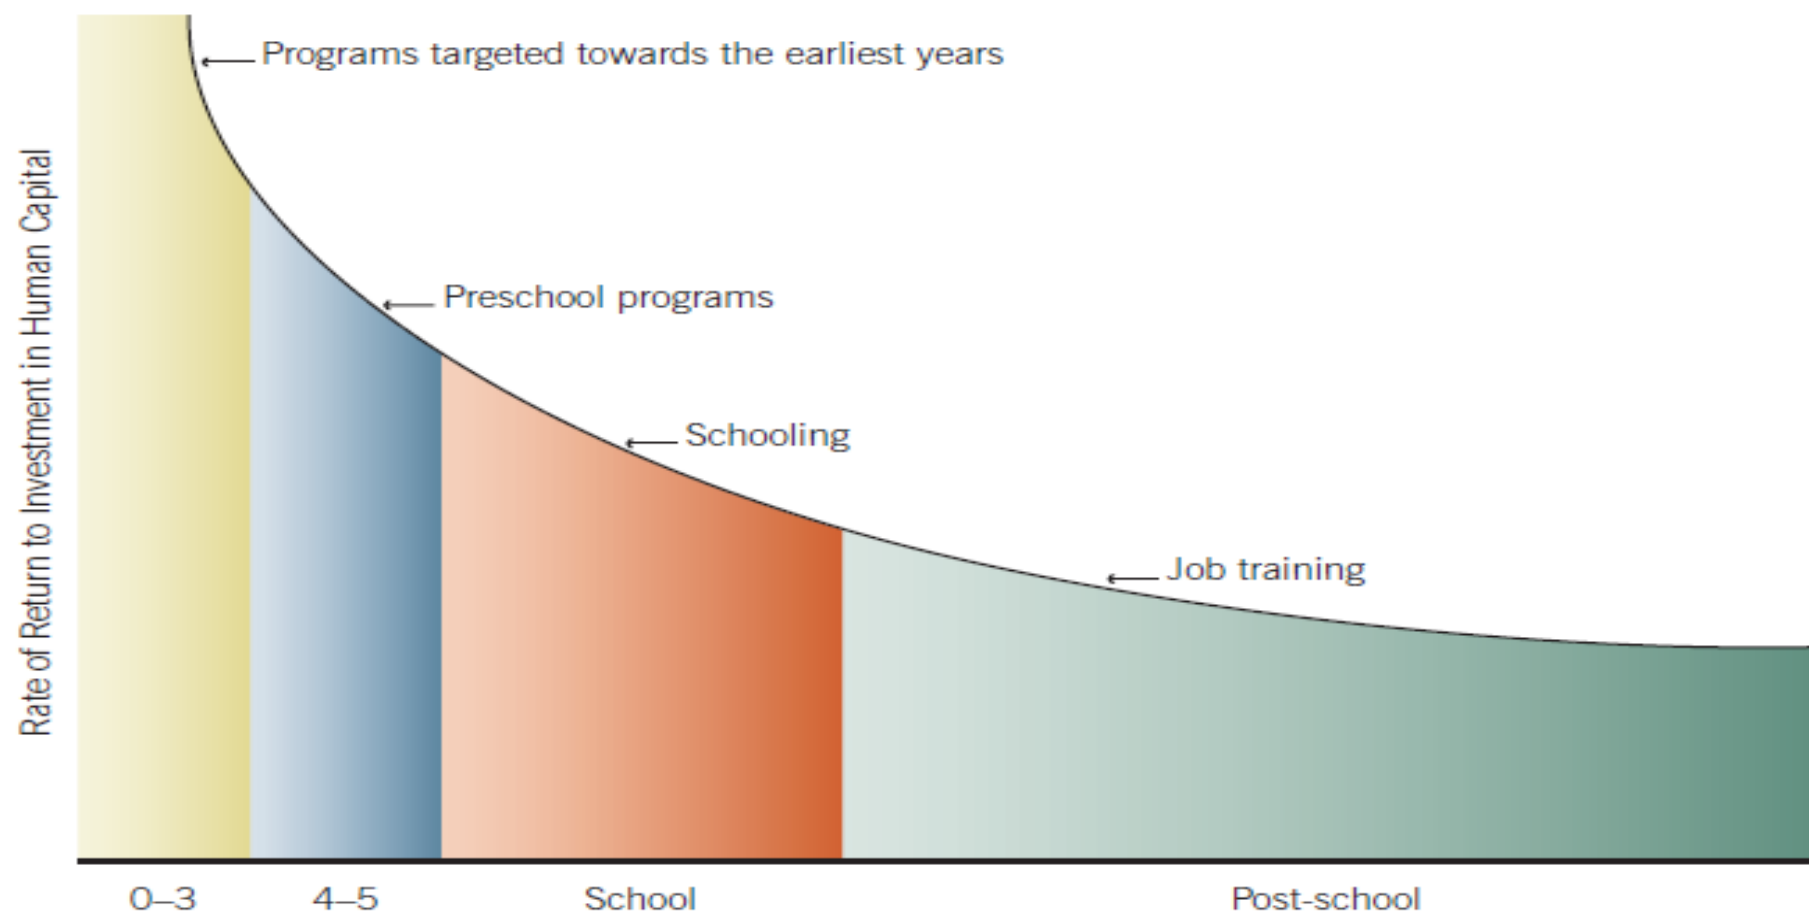 Programs targeted towards the earliest years
Rate of Return to Investment in Human Capital
Preschool programs
Schooling
Job training
0–3
4–5
School
Post-school